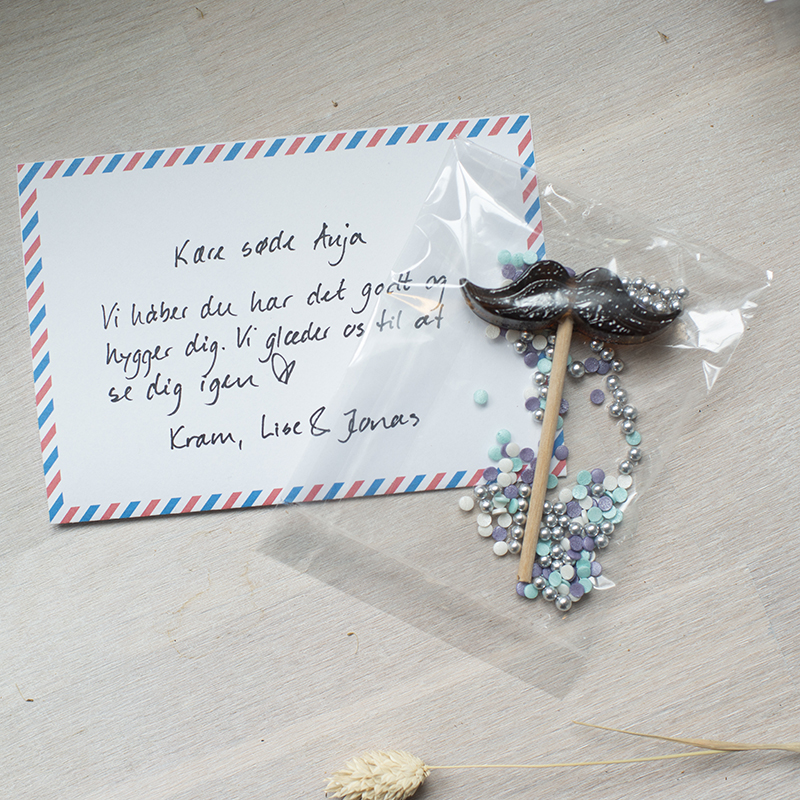 Kære søde Anja
Vi håber du har det godt og
hygger dig. Vi glæder os til at
se dig igen ♡
Kram, Lise & Jonas